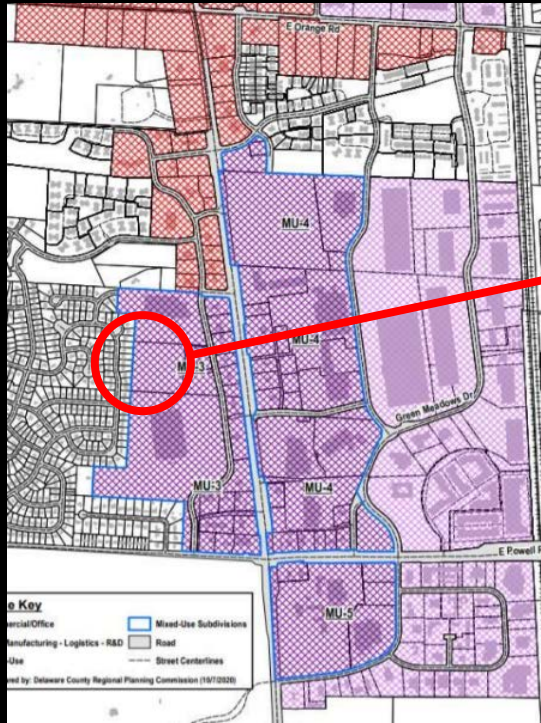 E Orange Rd
MU-4
MU-4
MU-3
Green Meadows Dr
MU-3
MU-4
E Powell R
MU-5
e Key
ercial/Office
Mixed-Use Subdivisions
Manufacturing - Logistics - R&D
Road
-Use
Street Centerlines
red by: Delaware County Regional Planning Commission (10/7/2020)